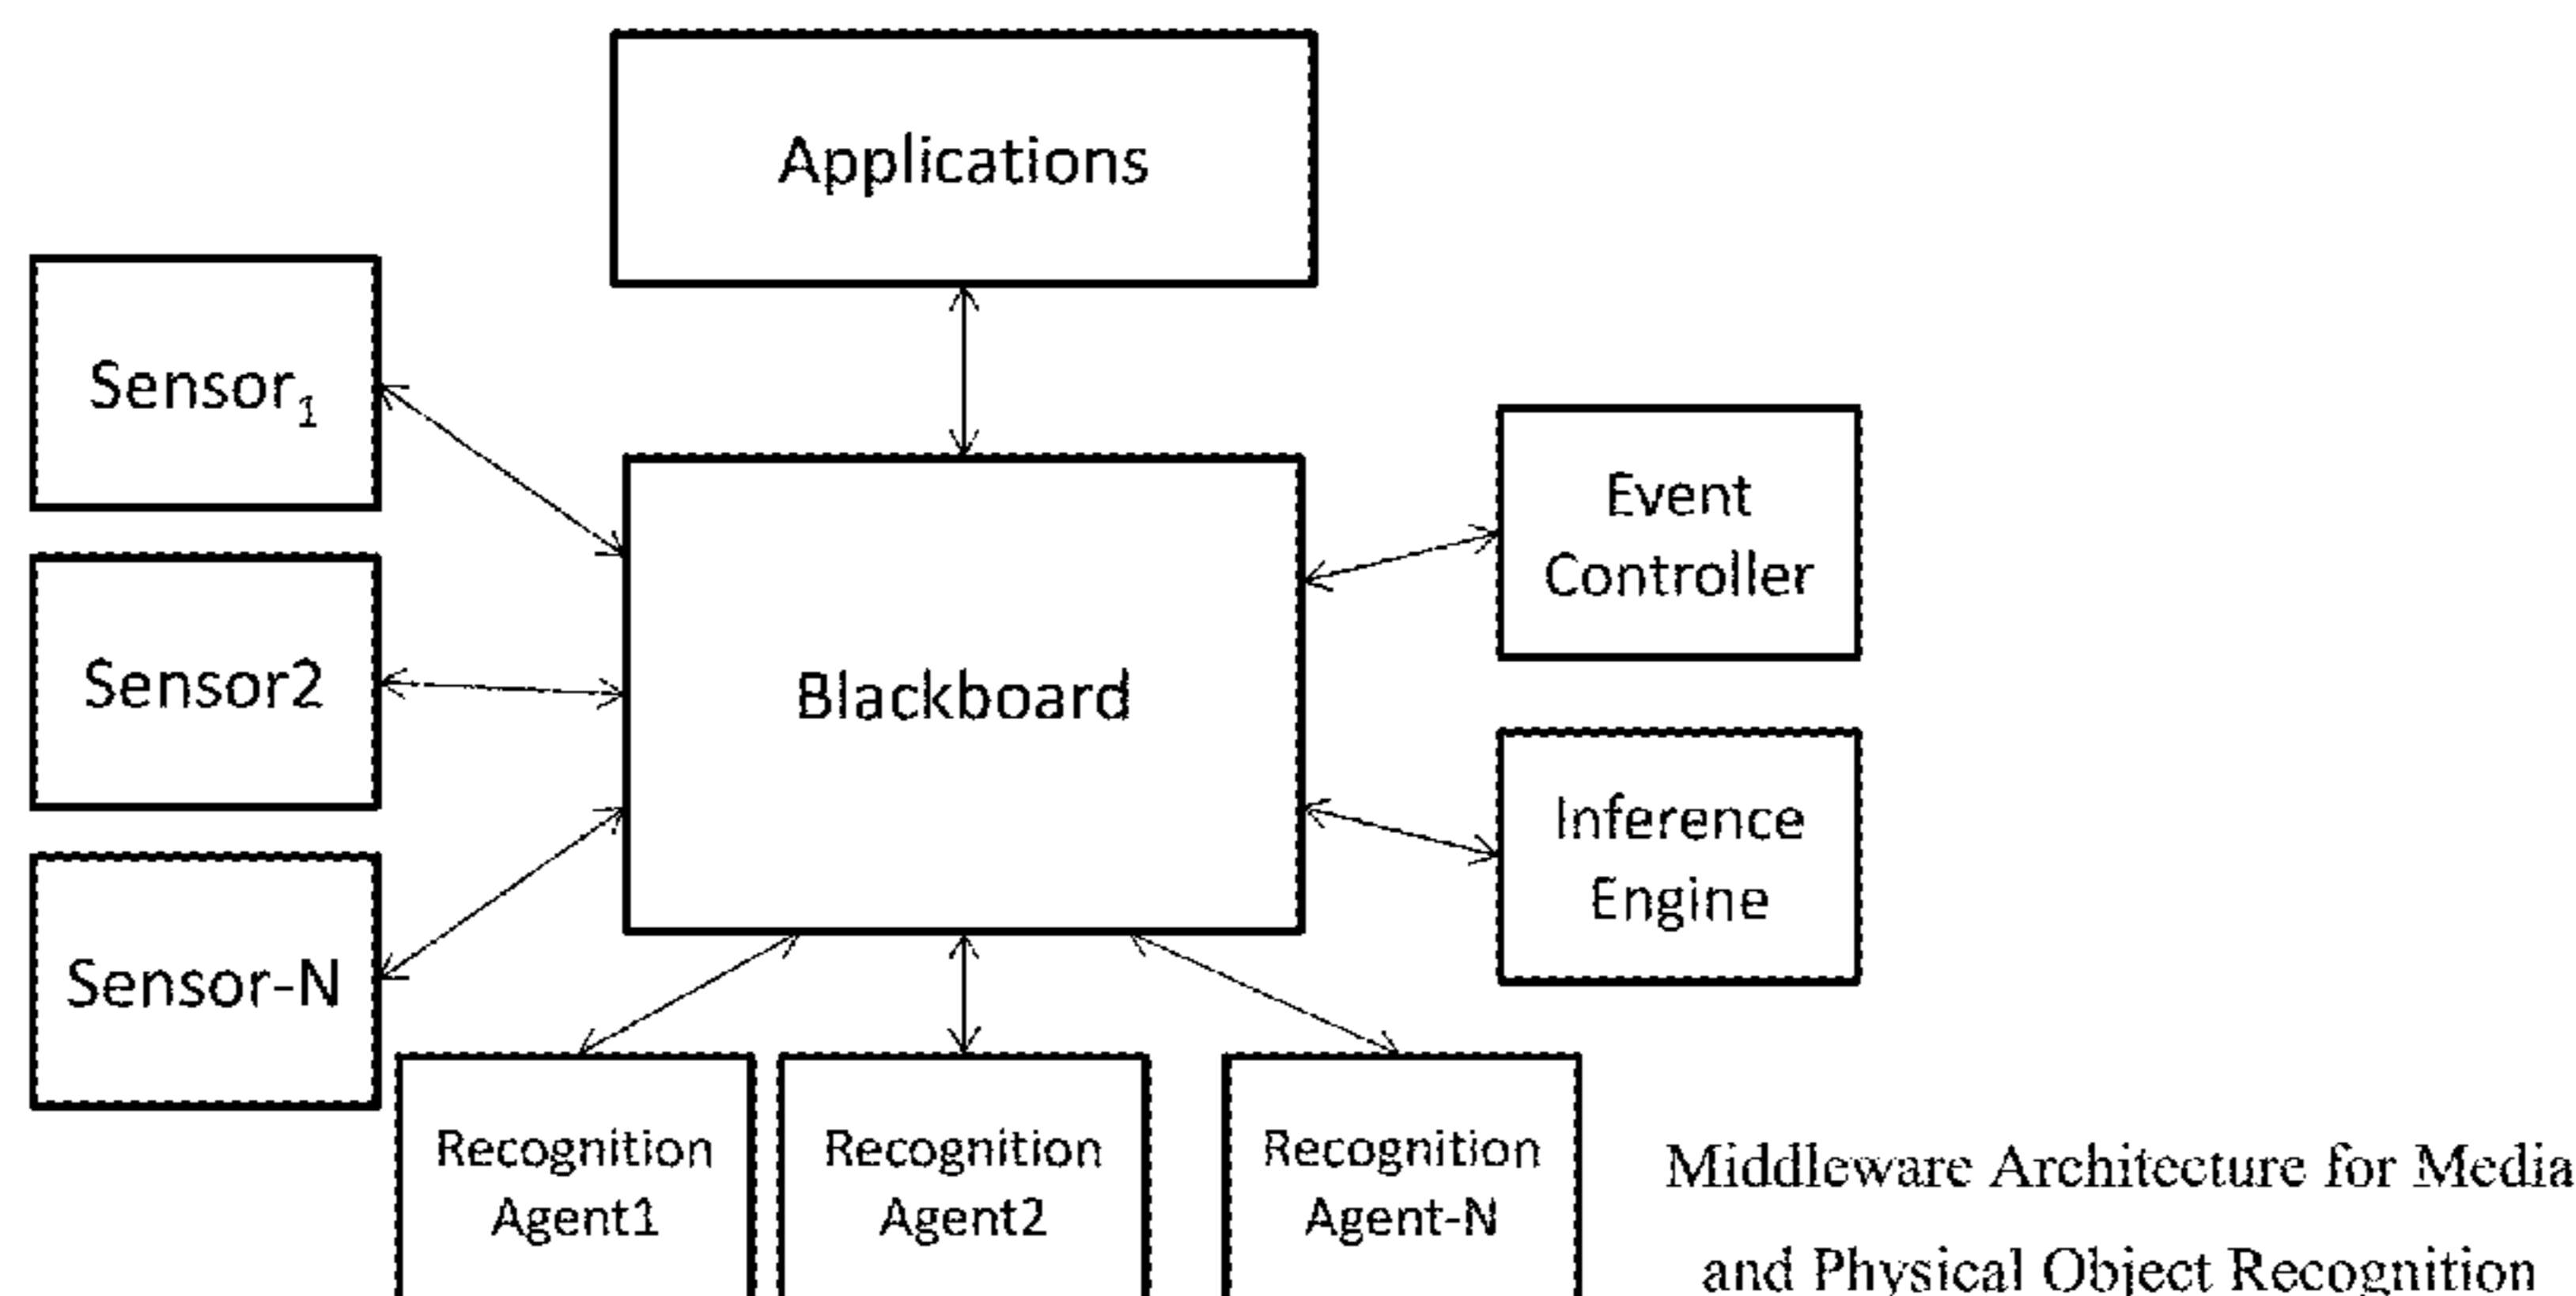 Applications
Sensor₁
Event
Controller
Sensor2
Blackboard
Inference
Engine
Sensor-N
Recognition
Agent1
Recognition
Agent2
Recognition
Agent-N
Middleware Architecture for Media
and Physical Object Recognition